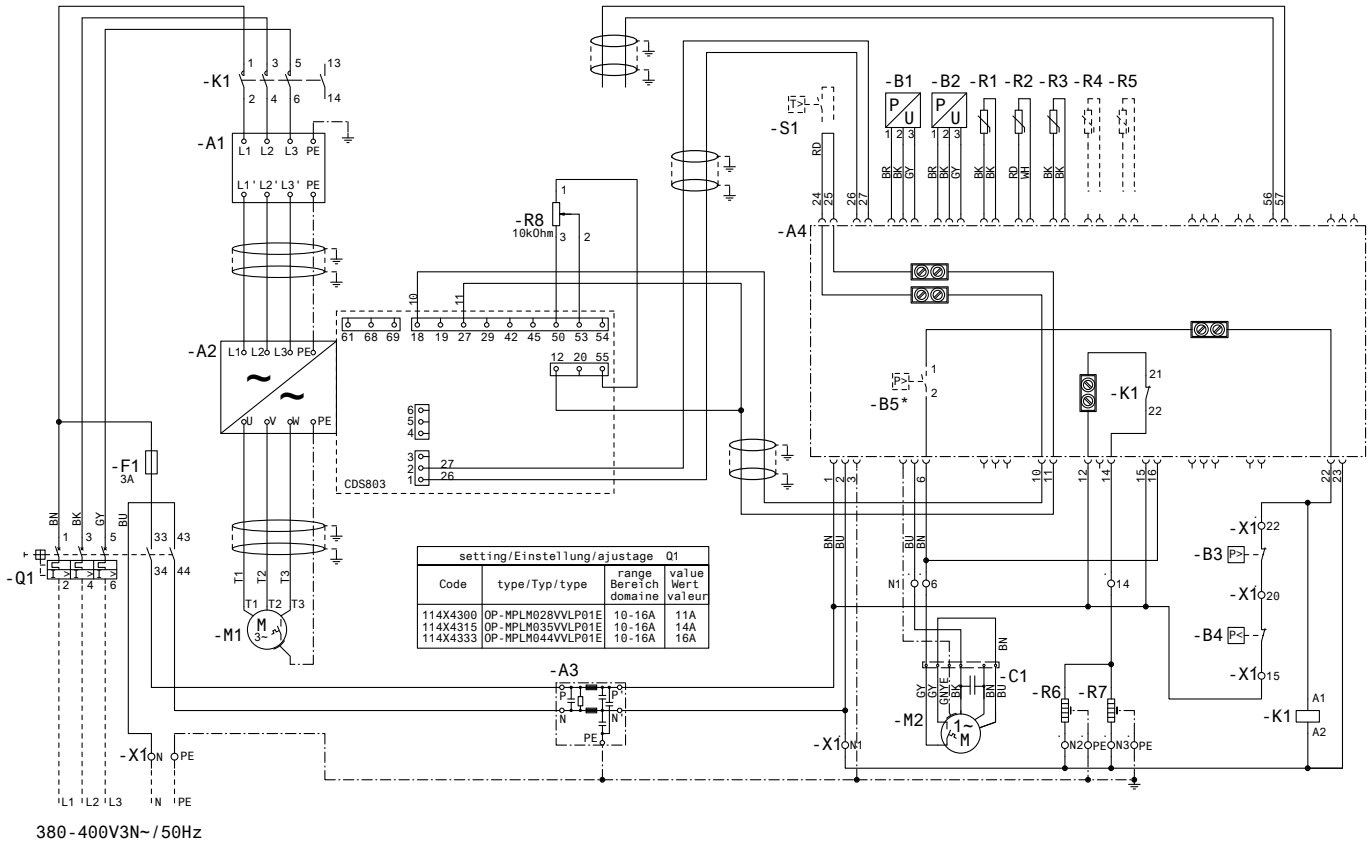 1 3 5 13
-K1
2 4 6 14
-A1
L1 L2 L3 PE
L1' L2' L3' PE
-A2
L1 L2 L3 PE
~
~
U V W PE
-F1
3A
BN BK GY BU
1 3 5 33 43
-Q1
I> I> I>
2 4 6 34 44
T1 T2 T3
T1 T2 T3
-M1
M
3~
-X1 N PE
L1 L2 L3 N PE
380-400V3N~/50Hz
1
-R8
10kOhm 3 2
10 11
61 68 69 18 19 27 29 42 45 50 53 54
12 20 55
6
5
4
3
2 27
1 26
CDS803
setting/Einstellung/ajustage Q1
Code type/Typ/type range Bereich domaine value Wert valeur
114X4300 OP-MPLM028VVLP01E 10-16A 11A
114X4315 OP-MPLM035VVLP01E 10-16A 14A
114X4333 OP-MPLM044VVLP01E 10-16A 16A
-A3
P P'
N N'
PE
T>
-S1
-B1 -B2 -R1 -R2 -R3 -R4 -R5
P U P U
1 2 3 1 2 3
RD BR BK GY BR BK GY BK BK RD WH BK BK
24 25 26 27 56 57
-A4
P> 1
2
-B5*
21
-K1
22
1 2 3 6 10 11 12 14 15 16 22 23
BN BU BU BN
N1 6 14
-X1 22
-B3 P>
-X1 20
-B4 P<
-X1 15
BN
-C1
GY GY GNYE BK BN BU
-M2
1~
M
-X1 N1
-R6 -R7
N2 PE N3 PE
A1
-K1
A2